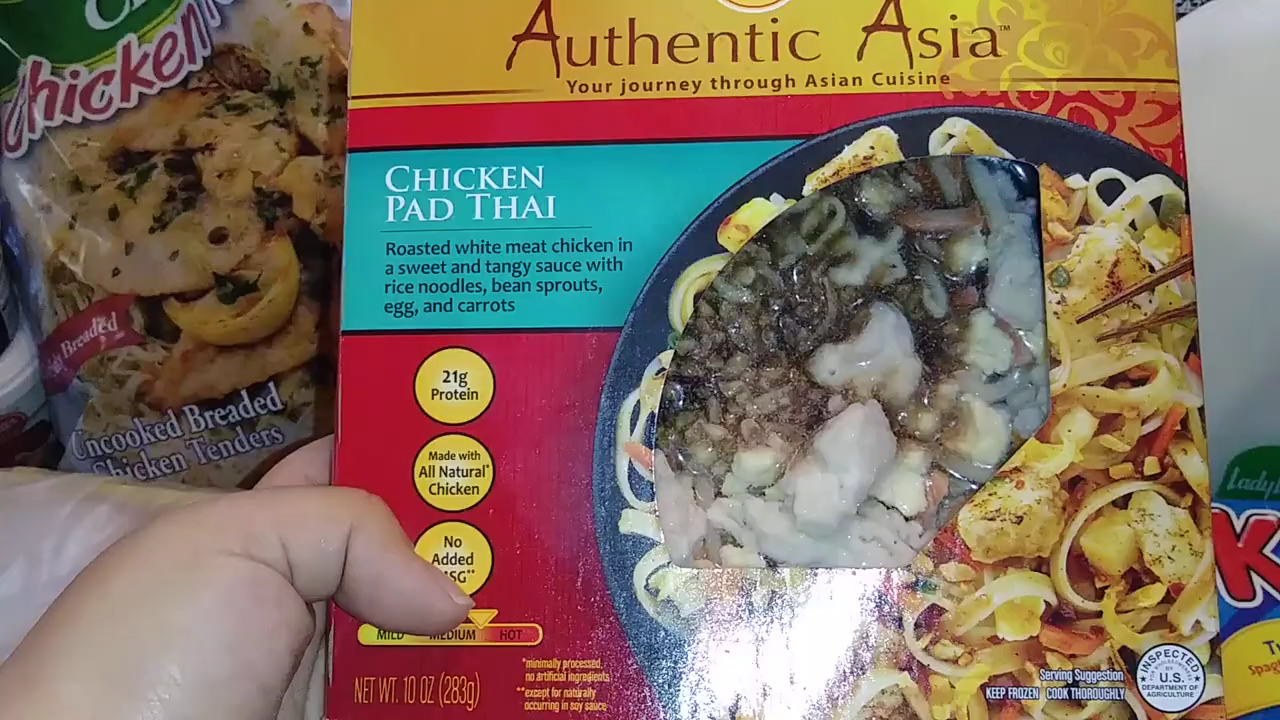 Authentic Asia™
Your journey through Asian Cuisine
CHICKEN
PAD THAI
Roasted white meat chicken in
a sweet and tangy sauce with
rice noodles, bean sprouts,
egg, and carrots
21g
Protein
Made with
All Natural*
Chicken
No
Added
MILD MEDIUM HOT
*minimally processed,
no artificial ingredients
**except for naturally
occurring in soy sauce
NET WT. 10 OZ (283g)
Serving Suggestion
KEEP FROZEN COOK THOROUGHLY
INSPECTED
BY
U.S.
DEPARTMENT OF
AGRICULTURE
Chicken
Breaded
Uncooked Breaded
Chicken Tenders